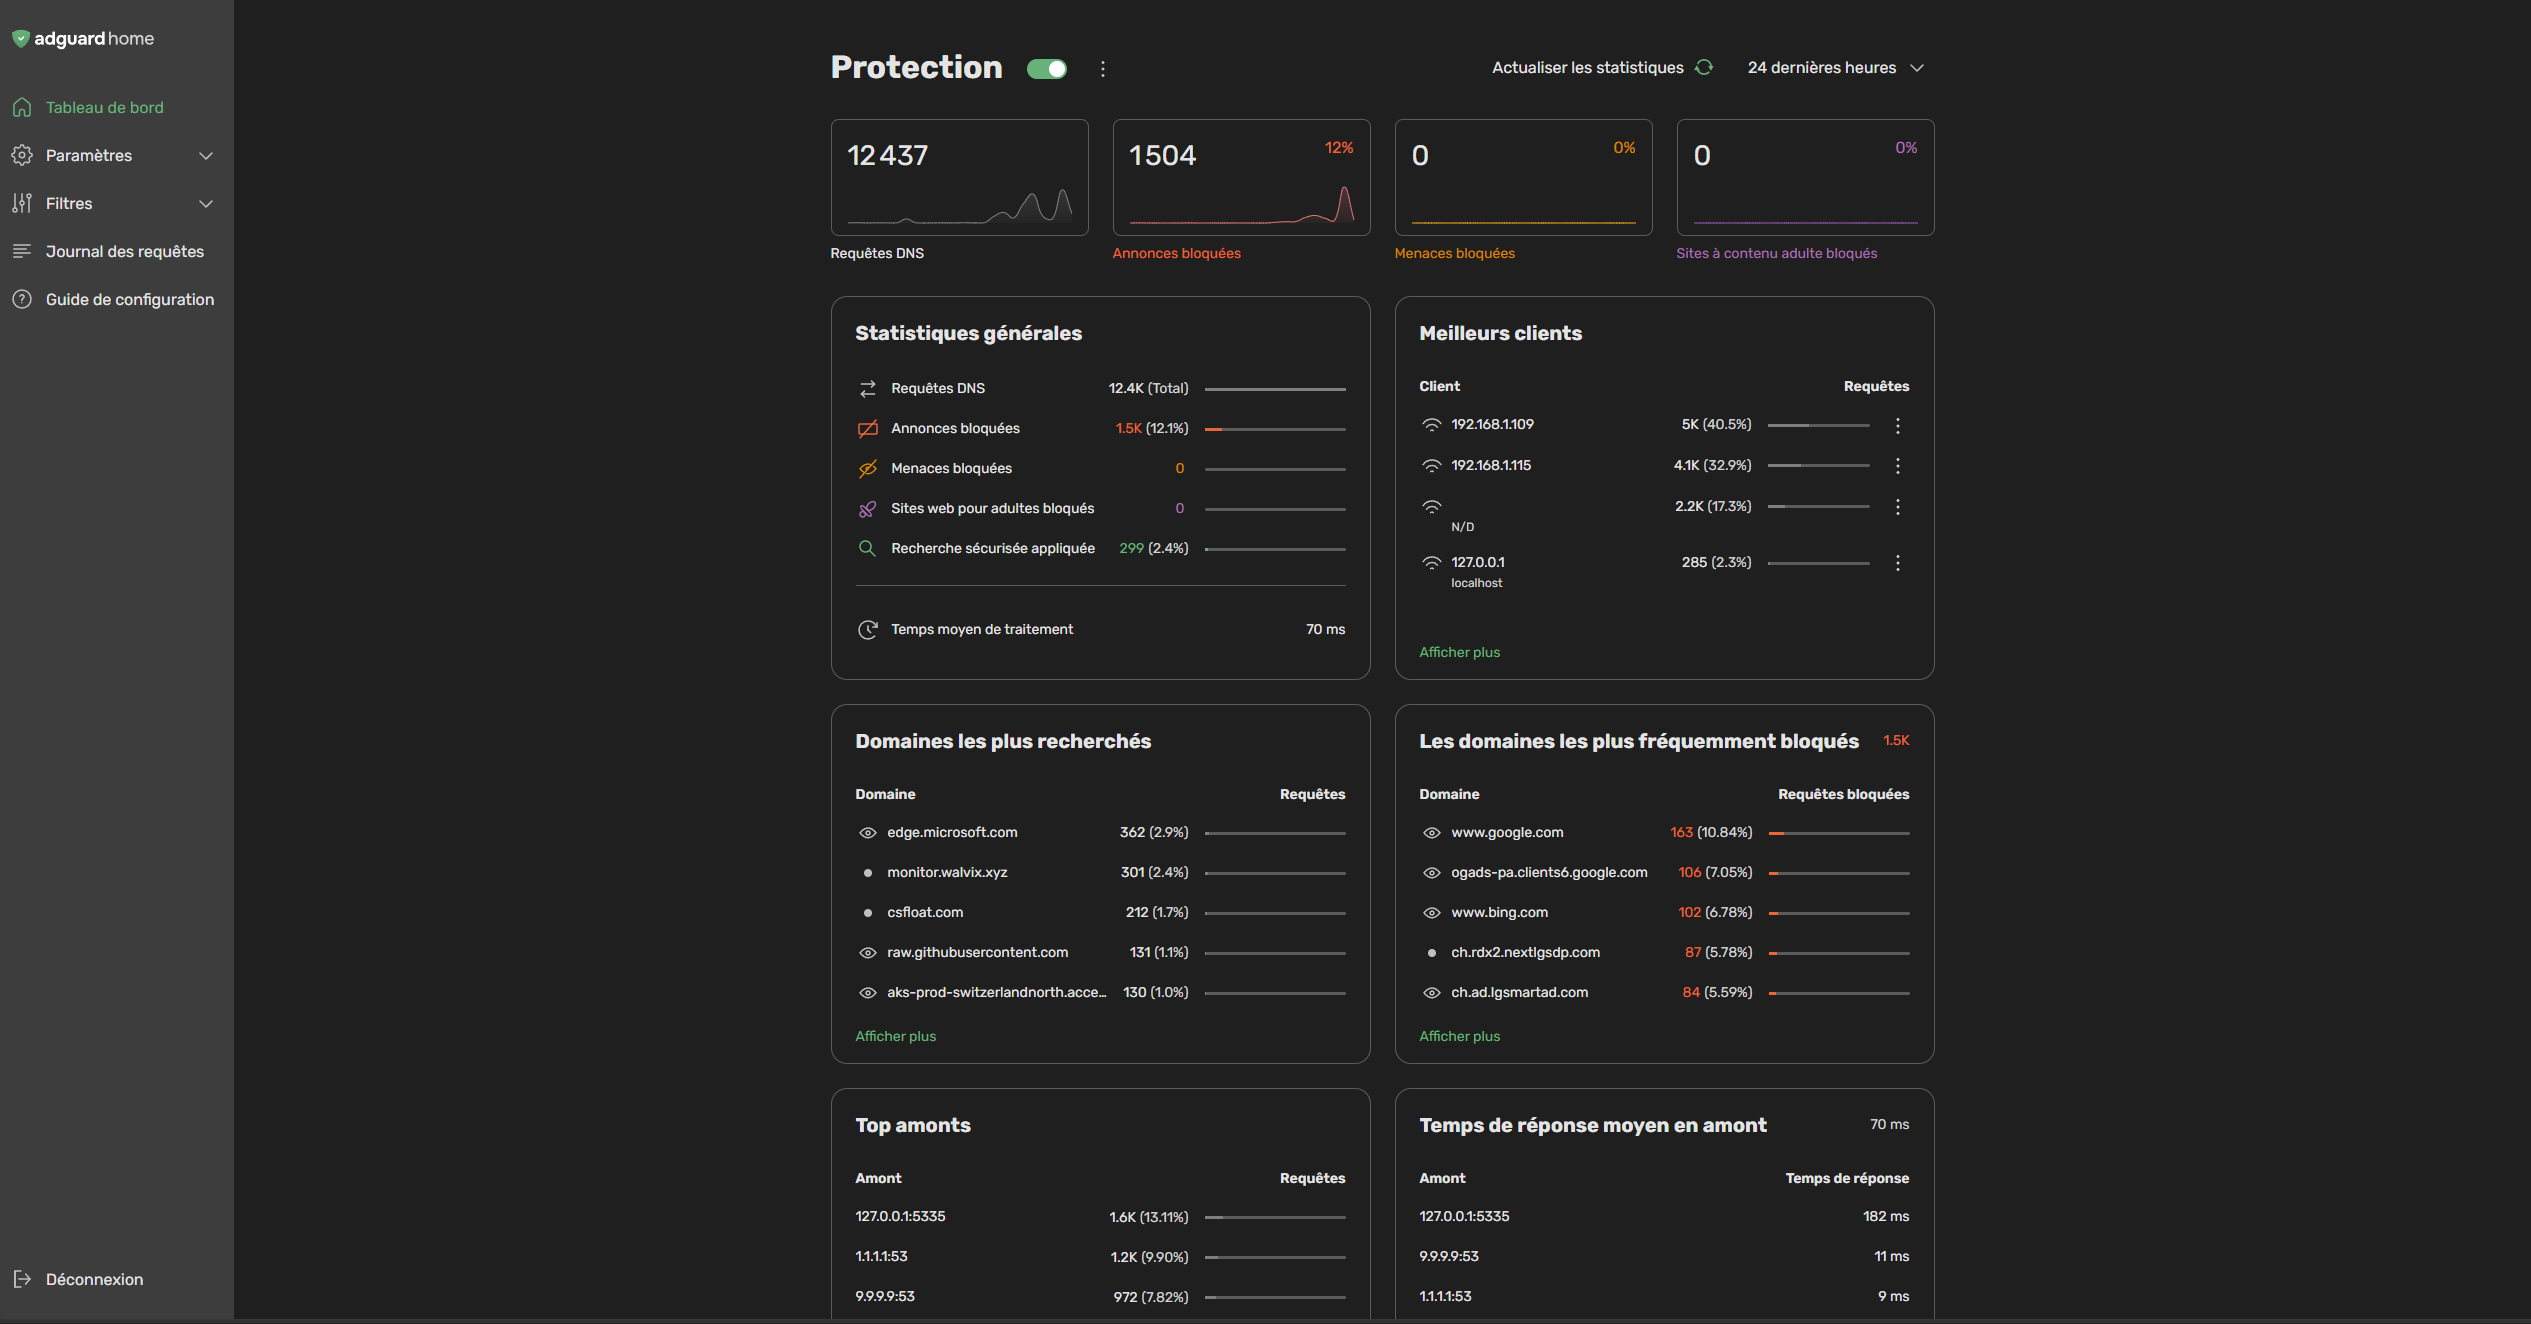 adguard home
Tableau de bord
Paramètres
Filtres
Journal des requêtes
Guide de configuration
Déconnexion
Protection
Actualiser les statistiques
24 dernières heures
12 437
Requêtes DNS
1 504
12%
Annonces bloquées
0
0%
Menaces bloquées
0
0%
Sites à contenu adulte bloqués
Statistiques générales
Requêtes DNS 12.4K (Total)
Annonces bloquées 1.5K (12.1%)
Menaces bloquées 0
Sites web pour adultes bloqués 0
Recherche sécurisée appliquée 299 (2.4%)
Temps moyen de traitement 70 ms
Meilleurs clients
Client Requêtes
192.168.1.109 5K (40.5%)
192.168.1.115 4.1K (32.9%)
2.2K (17.3%)
N/D
127.0.0.1 285 (2.3%)
localhost
Afficher plus
Domaines les plus recherchés
Domaine Requêtes
edge.microsoft.com 362 (2.9%)
monitor.walvix.xyz 301 (2.4%)
csfloat.com 212 (1.7%)
raw.githubusercontent.com 131 (1.1%)
aks-prod-switzerlandnorth.acce... 130 (1.0%)
Afficher plus
Les domaines les plus fréquemment bloqués 1.5K
Domaine Requêtes bloquées
www.google.com 163 (10.84%)
ogads-pa.clients6.google.com 106 (7.05%)
www.bing.com 102 (6.78%)
ch.rdx2.nextlgsdp.com 87 (5.78%)
ch.ad.lgsmartad.com 84 (5.59%)
Afficher plus
Top amonts
Amont Requêtes
127.0.0.1:5335 1.6K (13.11%)
1.1.1.1:53 1.2K (9.90%)
9.9.9.9:53 972 (7.82%)
Temps de réponse moyen en amont 70 ms
Amont Temps de réponse
127.0.0.1:5335 182 ms
9.9.9.9:53 11 ms
1.1.1.1:53 9 ms